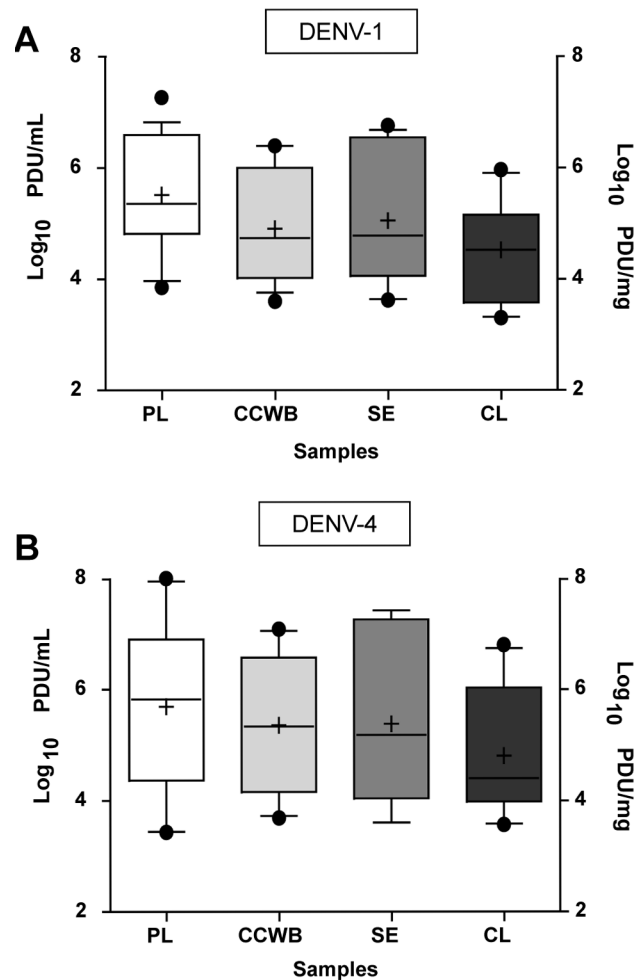 DENV-1
A
8
6
4
2
Log10 PDU/mL
8
6
4
2
Log10 PDU/mg
PL CCWB SE CL
Samples
DENV-4
B
8
6
4
2
Log10 PDU/mL
8
6
4
2
Log10 PDU/mg
PL CCWB SE CL
Samples